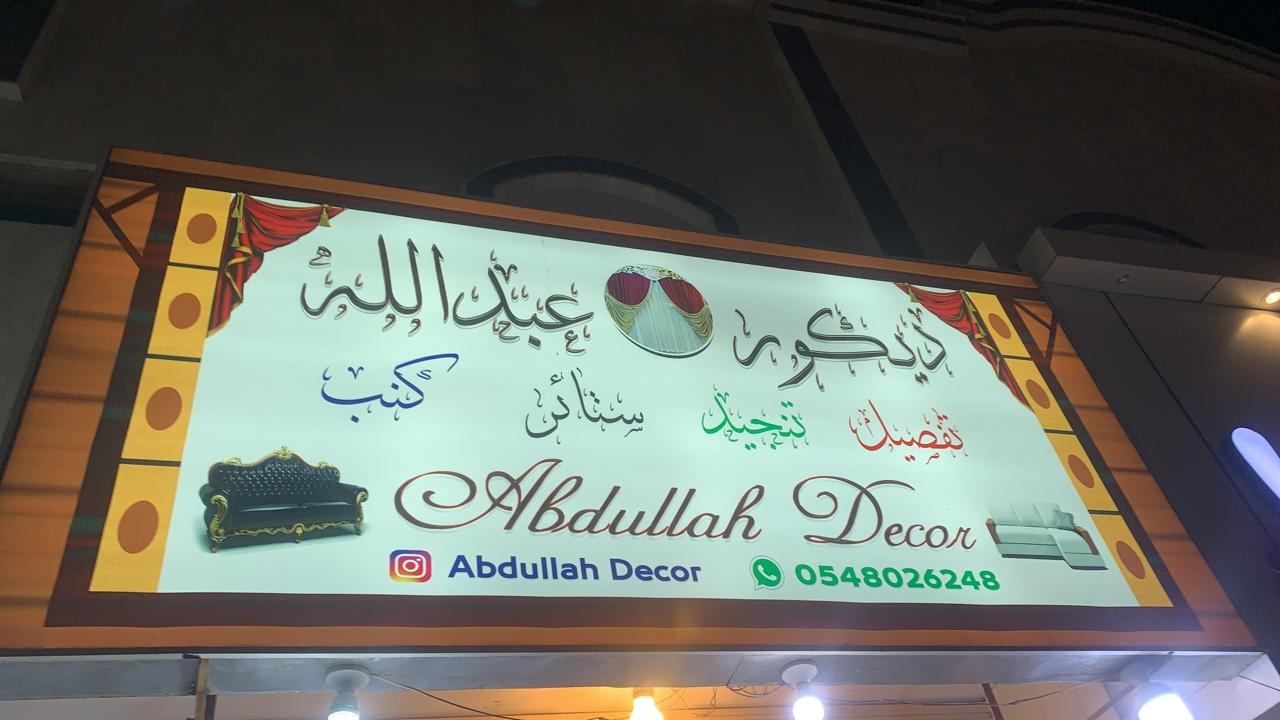 ديكور عبدالله
تفصيل تنجيد ستائر كنب
Abdullah Decor
Abdullah Decor 0548026248